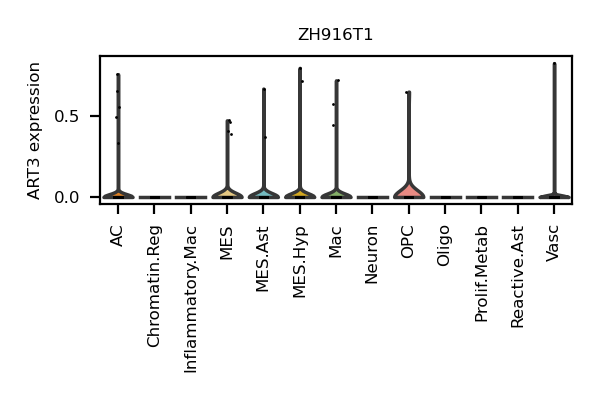 ZH916T1
ART3 expression
0.5
0.0
AC
Chromatin.Reg
Inflammatory.Mac
MES
MES.Ast
MES.Hyp
Mac
Neuron
OPC
Oligo
Prolif.Metab
Reactive.Ast
Vasc